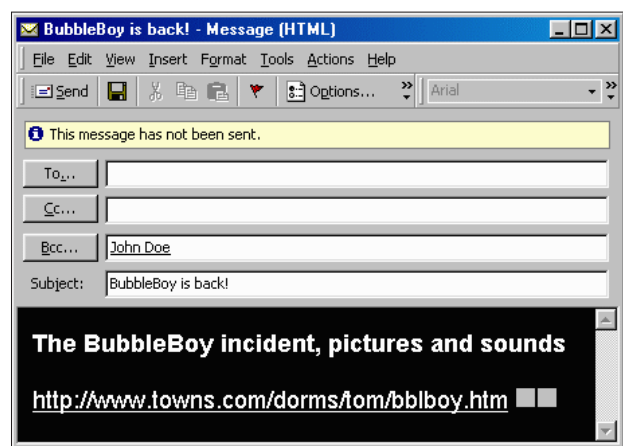 BubbleBoy is back! - Message (HTML)
File Edit View Insert Format Tools Actions Help
Send Options... Arial
This message has not been sent.
To...
Cc...
Bcc... John Doe
Subject: BubbleBoy is back!
The BubbleBoy incident, pictures and sounds
http://www.towns.com/dorms/tom/bblboy.htm